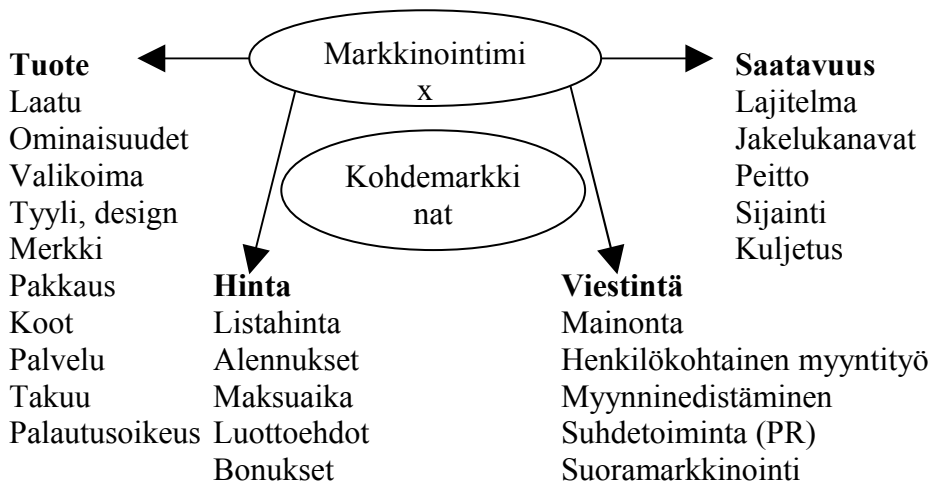 Markkinointimi
x
Kohdemarkki
nat
Tuote
Laatu
Ominaisuudet
Valikoima
Tyyli, design
Merkki
Pakkaus
Koot
Palvelu
Takuu
Palautusoikeus
Hinta
Listahinta
Alennukset
Maksuaika
Luottoehdot
Bonukset
Viestintä
Mainonta
Henkilökohtainen myyntityö
Myynninedistäminen
Suhdetoiminta (PR)
Suoramarkkinointi
Saatavuus
Lajitelma
Jakelukanavat
Peitto
Sijainti
Kuljetus